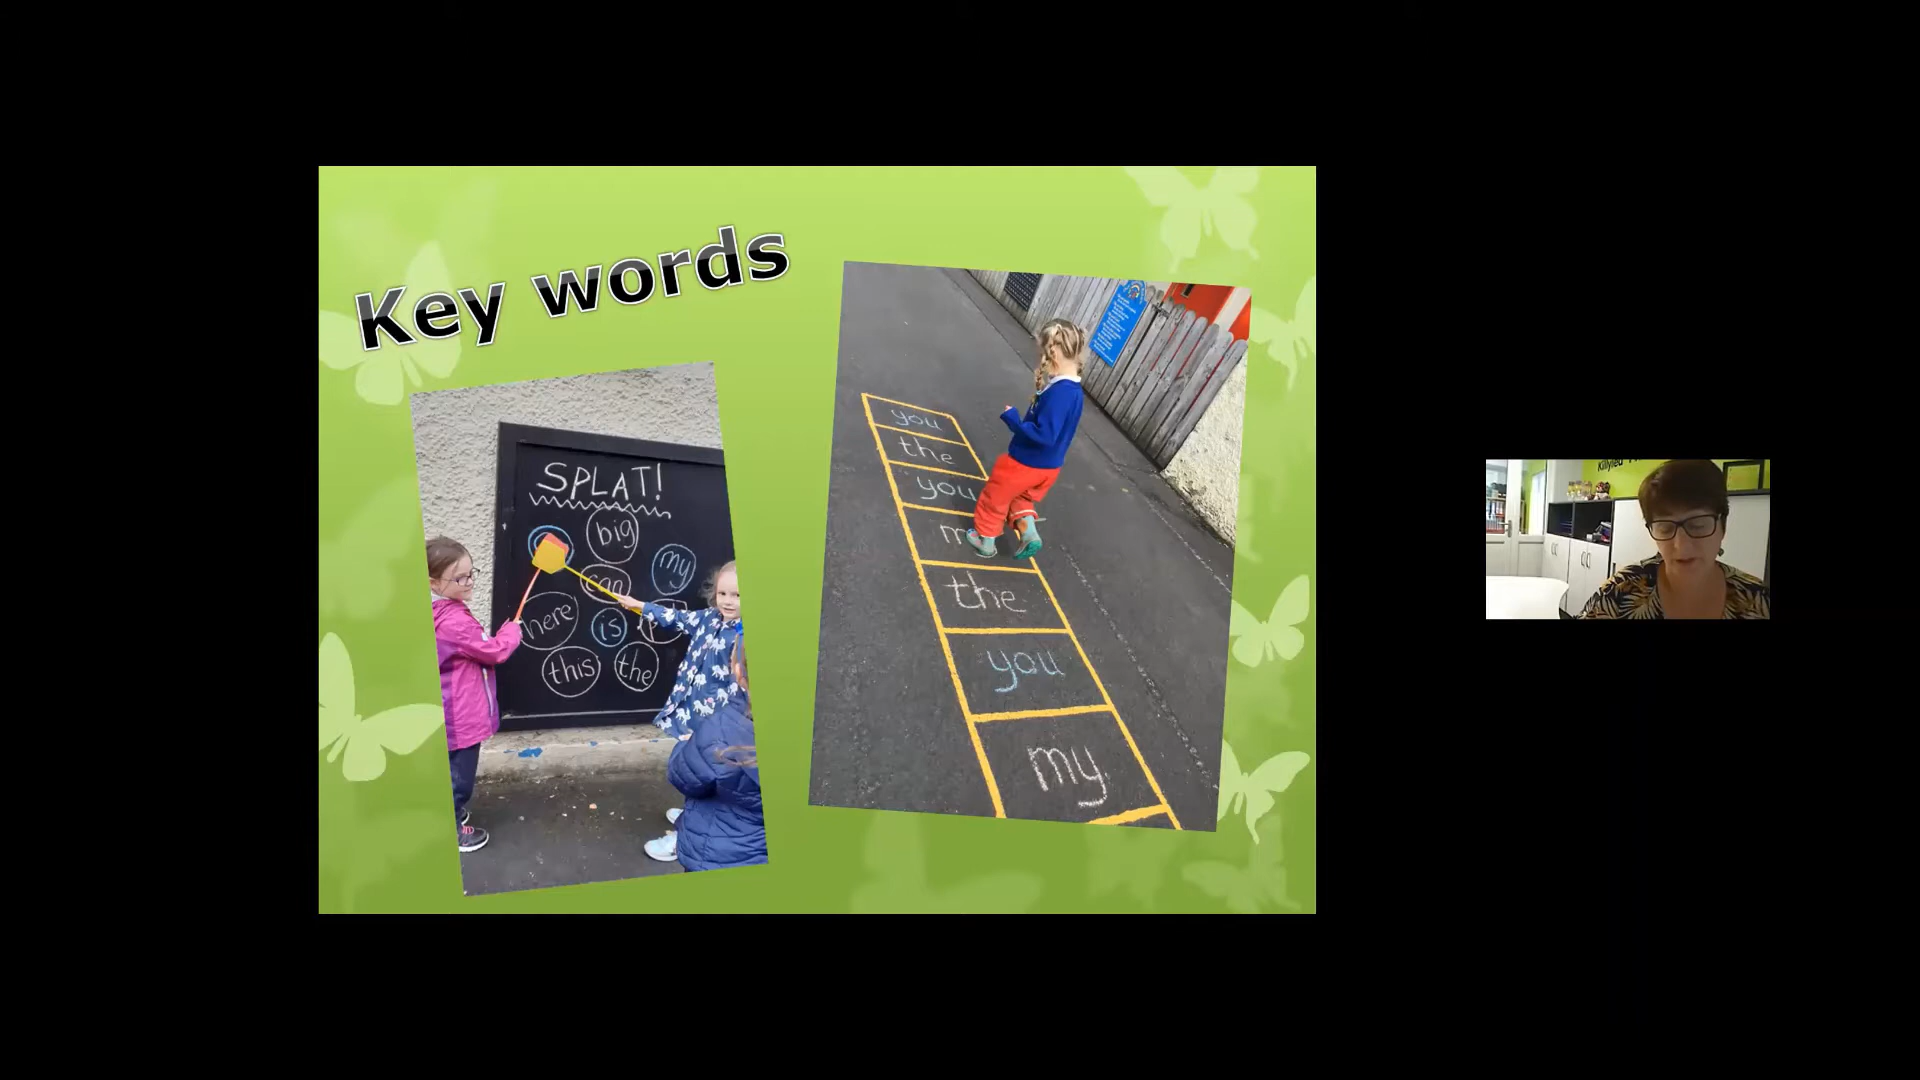 Key words
SPLAT!
big
my
can
here
is
this
the
you
the
you
the
you
my